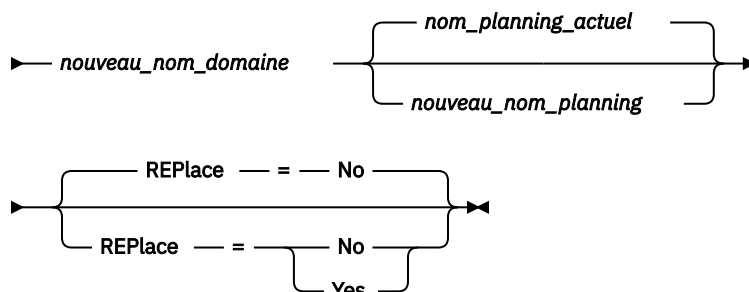 nom_planning_actuel
nouveau_nom_domaine
nouveau_nom_planning
REPlace = No
REPlace = No
Yes